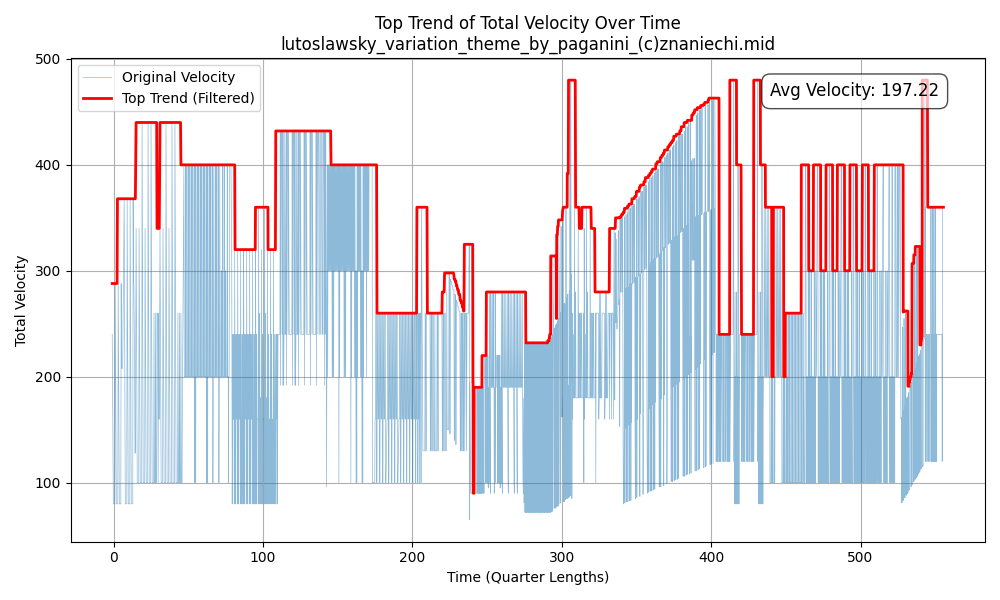 Top Trend of Total Velocity Over Time
lutoslawsky_variation_theme_by_paganini_(c)znaniechi.mid
Original Velocity
Top Trend (Filtered)
Avg Velocity: 197.22
Total Velocity
500
400
300
200
100
0 100 200 300 400 500
Time (Quarter Lengths)